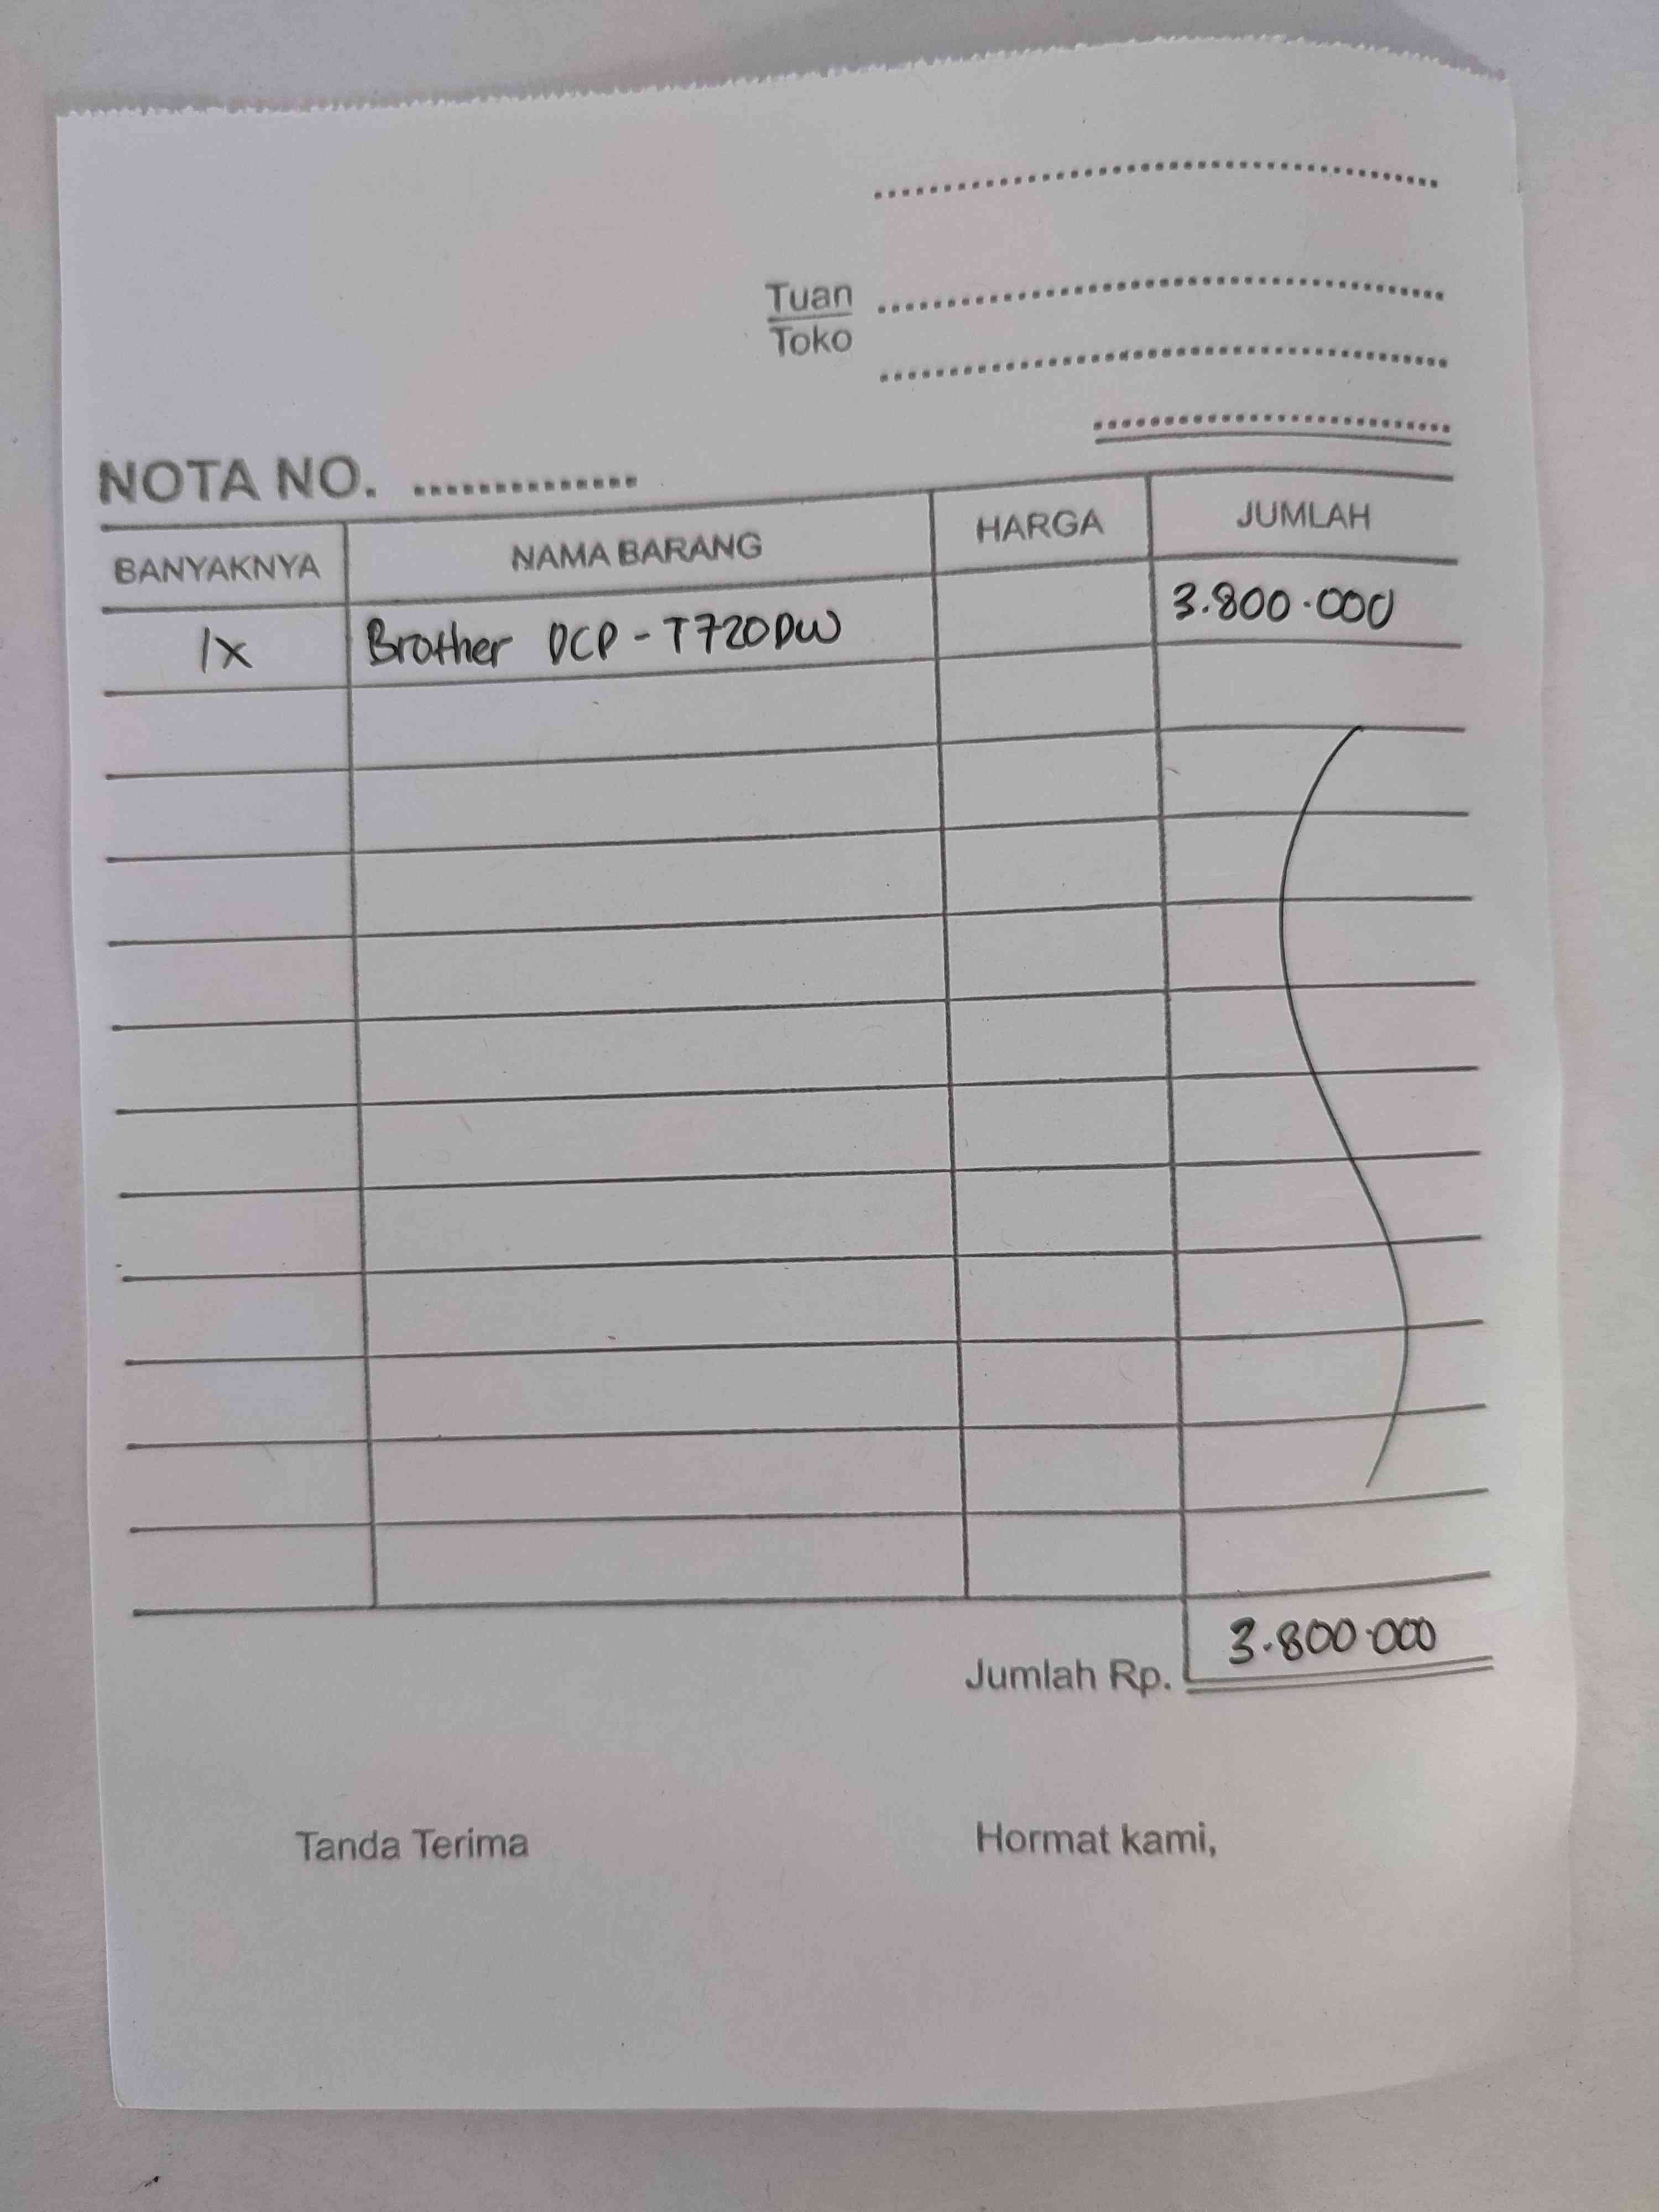 Tuan
Toko
NOTA NO. ..............
BANYAKNYA NAMA BARANG HARGA JUMLAH
1x Brother DCP - T720DW 3.800.000
Jumlah Rp. 3.800.000
Tanda Terima Hormat kami,